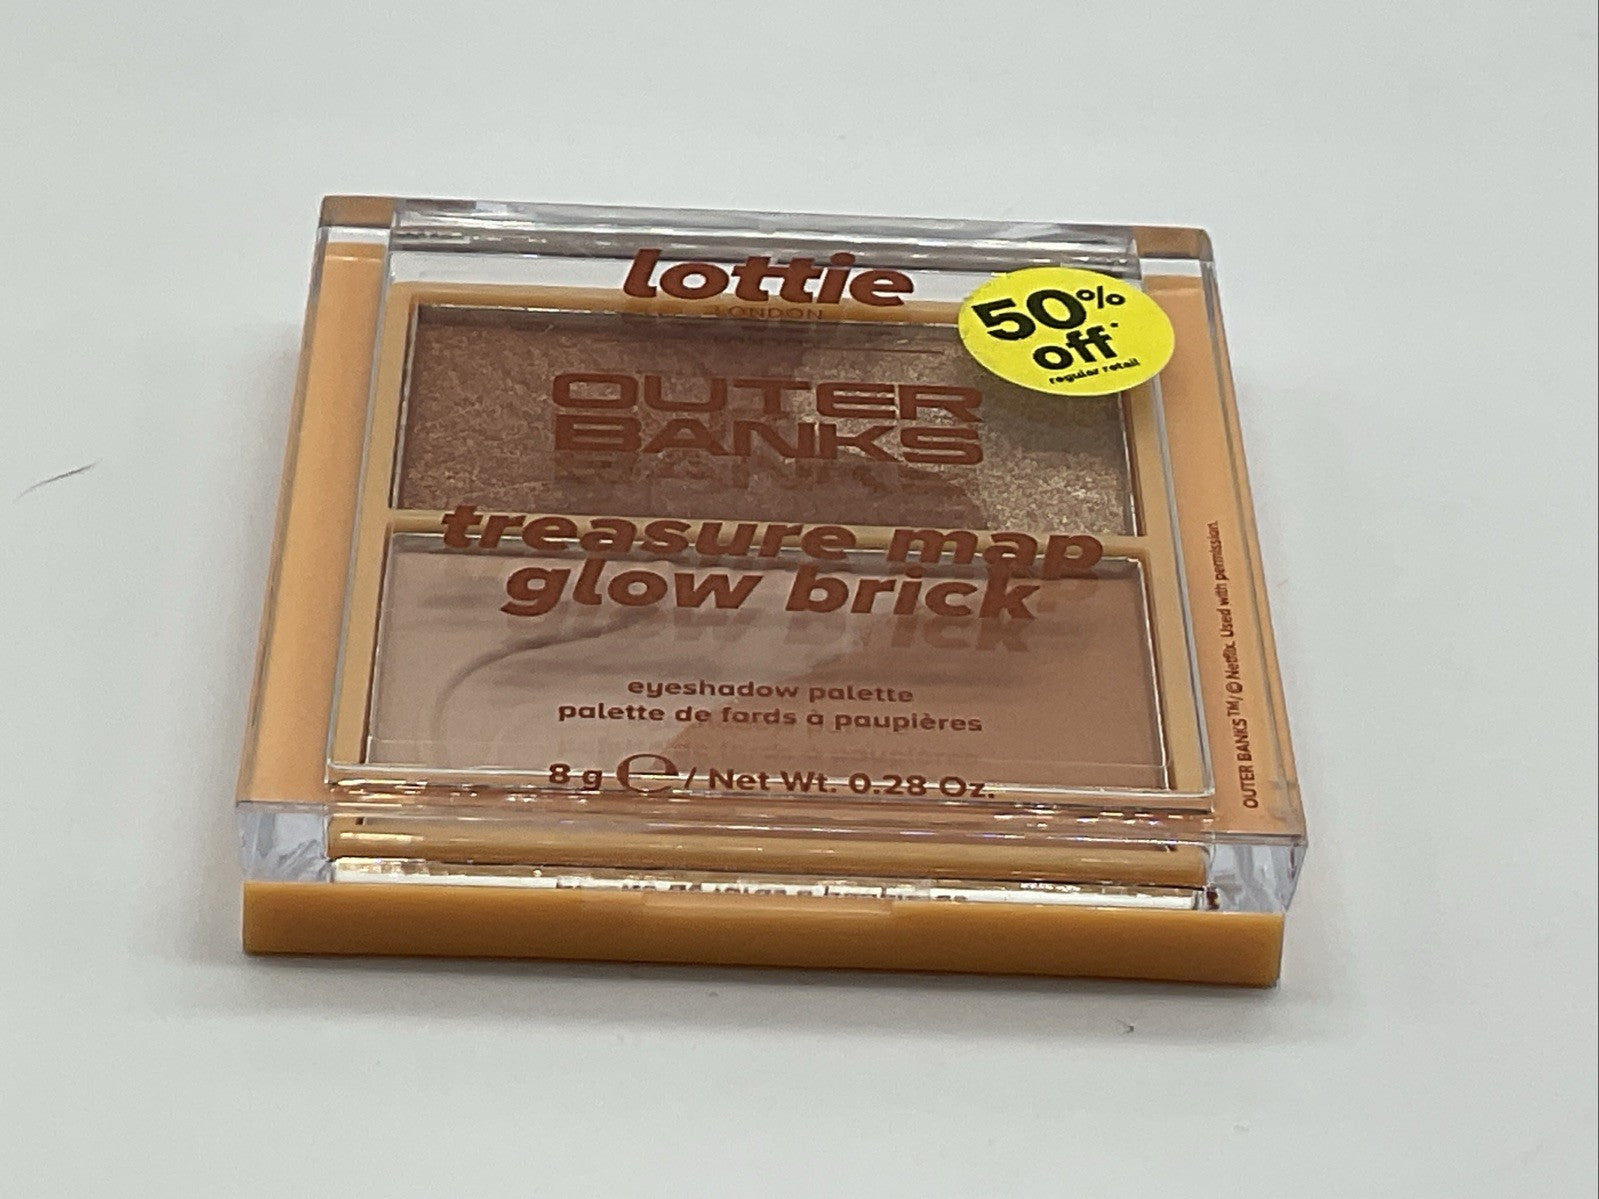 lottie
LONDON
50%
off*
regular retail
OUTER
BANKS
treasure map
glow brick
eyeshadow palette
palette de fards à paupières
8 g ℮ / Net Wt. 0.28 Oz.
OUTER BANKS™/ © Netflix. Used with permission.